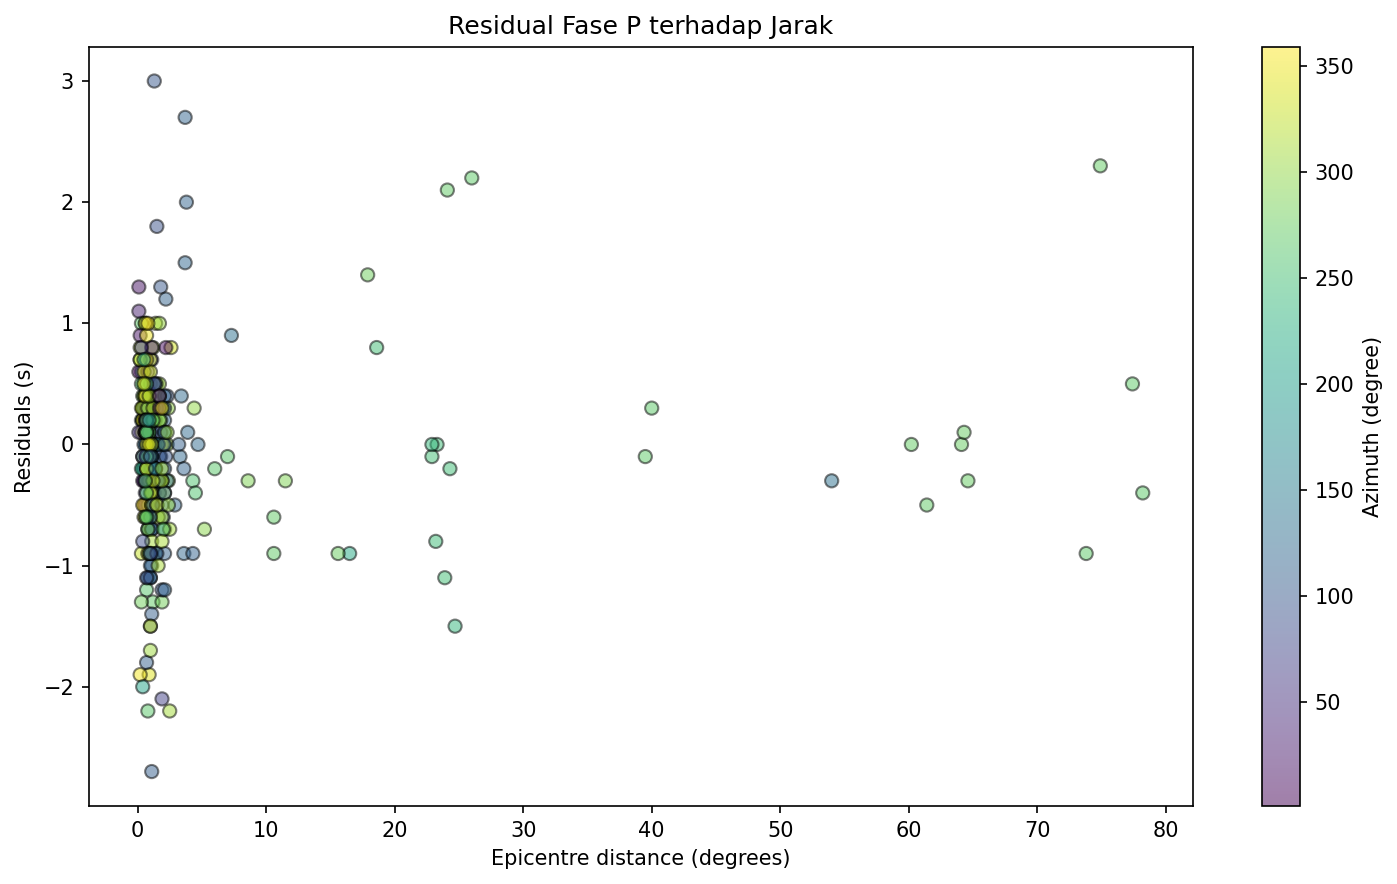 Residual Fase P terhadap Jarak
Residuals (s)
3
2
1
0
−1
−2
0 10 20 30 40 50 60 70 80
Epicentre distance (degrees)
350
300
250
200
150
100
50
Azimuth (degree)